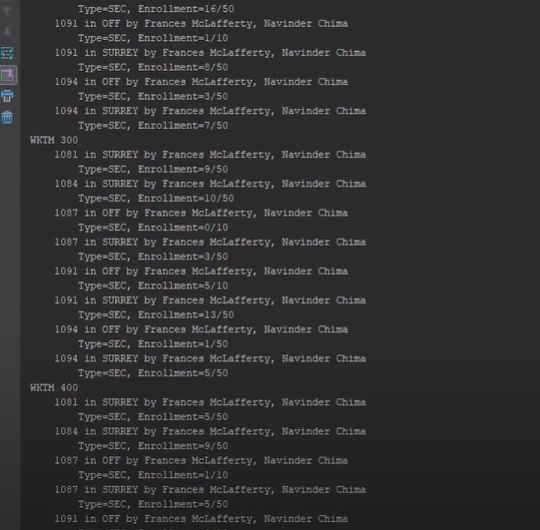 Type=SEC, Enrollment=16/50
1091 in OFF by Frances McLafferty, Navinder Chima
Type=SEC, Enrollment=1/10
1091 in SURREY by Frances McLafferty, Navinder Chima
Type=SEC, Enrollment=8/50
1094 in OFF by Frances McLafferty, Navinder Chima
Type=SEC, Enrollment=3/50
1094 in SURREY by Frances McLafferty, Navinder Chima
Type=SEC, Enrollment=7/50
WKTM 300
1081 in SURREY by Frances McLafferty, Navinder Chima
Type=SEC, Enrollment=9/50
1084 in SURREY by Frances McLafferty, Navinder Chima
Type=SEC, Enrollment=10/50
1087 in OFF by Frances McLafferty, Navinder Chima
Type=SEC, Enrollment=0/10
1087 in SURREY by Frances McLafferty, Navinder Chima
Type=SEC, Enrollment=3/50
1091 in OFF by Frances McLafferty, Navinder Chima
Type=SEC, Enrollment=5/10
1091 in SURREY by Frances McLafferty, Navinder Chima
Type=SEC, Enrollment=13/50
1094 in OFF by Frances McLafferty, Navinder Chima
Type=SEC, Enrollment=1/50
1094 in SURREY by Frances McLafferty, Navinder Chima
Type=SEC, Enrollment=5/50
WKTM 400
1081 in SURREY by Frances McLafferty, Navinder Chima
Type=SEC, Enrollment=5/50
1084 in SURREY by Frances McLafferty, Navinder Chima
Type=SEC, Enrollment=9/50
1087 in OFF by Frances McLafferty, Navinder Chima
Type=SEC, Enrollment=1/10
1087 in SURREY by Frances McLafferty, Navinder Chima
Type=SEC, Enrollment=5/50
1091 in OFF by Frances McLafferty, Navinder Chima